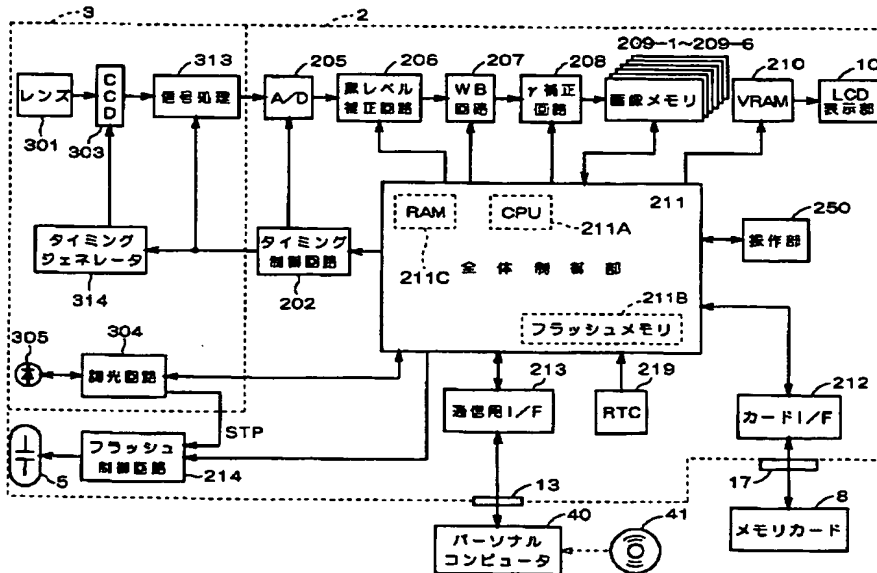 3
2
313
205
206
207
208
209-1~209-6
210
10
レンズ
CCD
信号処理
A/D
黒レベル
補正回路
WB
回路
γ補正
回路
画像メモリ
VRAM
LCD
表示部
301
303
タイミング
ジェネレータ
314
タイミング
制御回路
202
RAM
211C
CPU
211A
211
全体制御部
211B
フラッシュメモリ
250
操作部
305
304
調光回路
STP
フラッシュ
制御回路
214
5
213
通信用I/F
219
RTC
212
カードI/F
13
17
40
パーソナル
コンピュータ
41
8
メモリカード